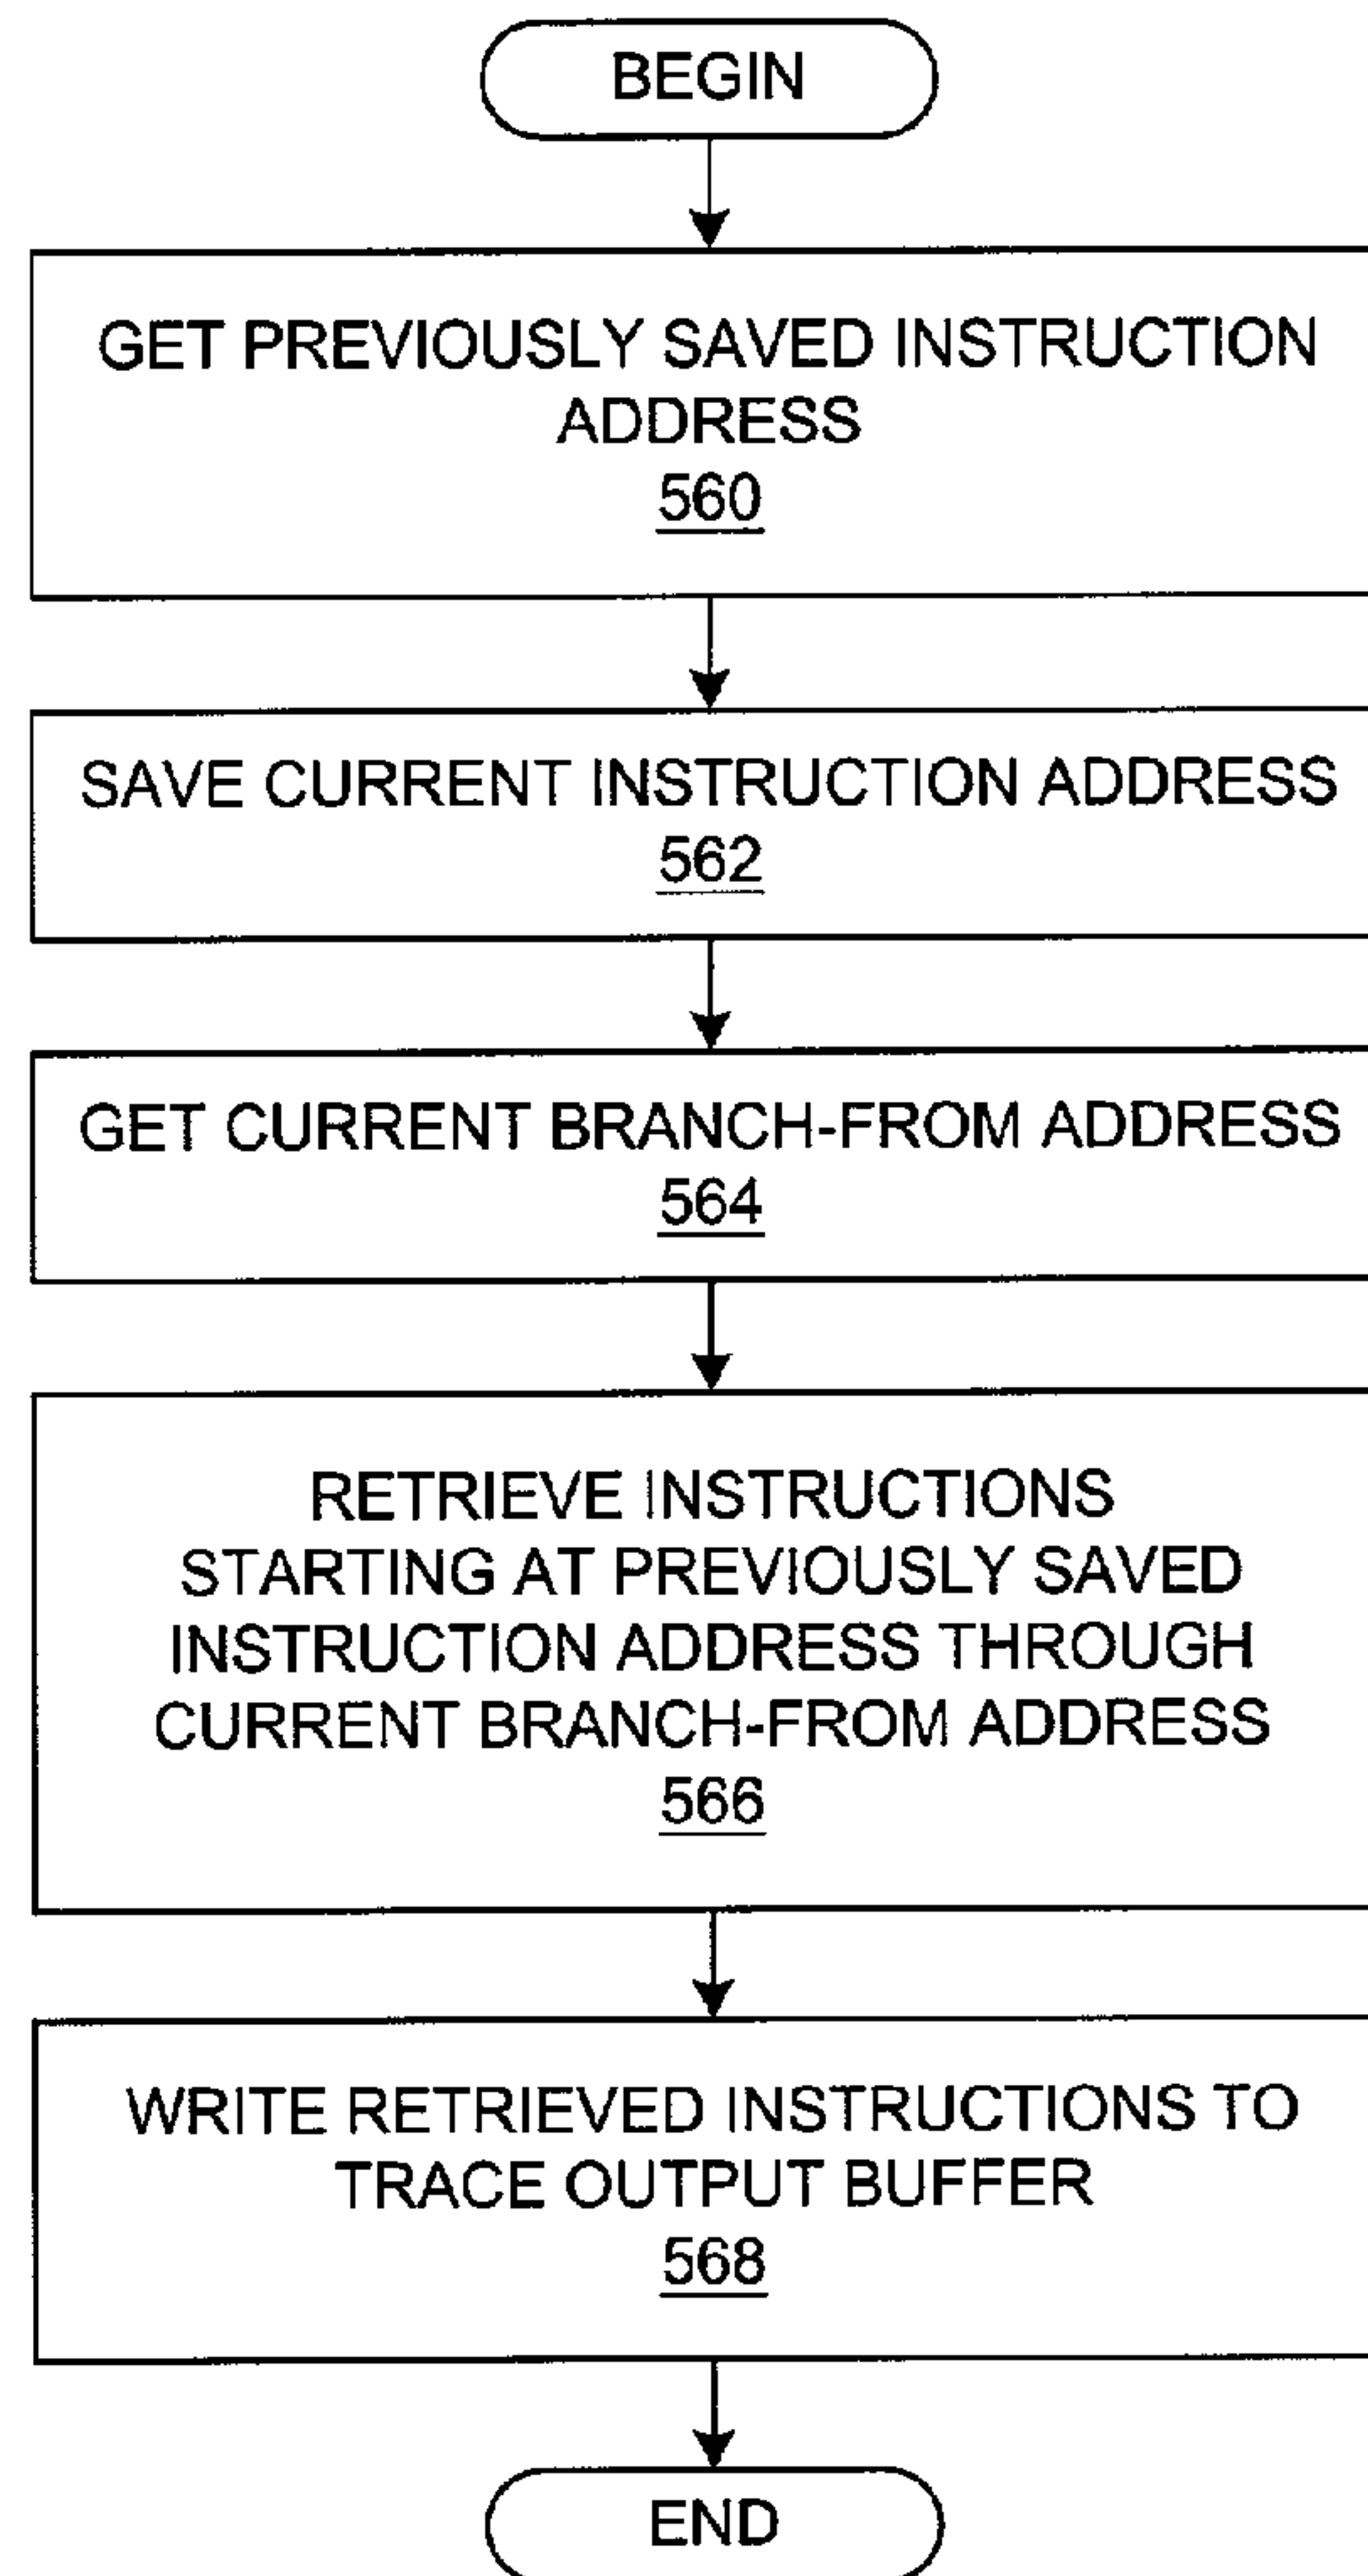 BEGIN
GET PREVIOUSLY SAVED INSTRUCTION
ADDRESS
560
SAVE CURRENT INSTRUCTION ADDRESS
562
GET CURRENT BRANCH-FROM ADDRESS
564
RETRIEVE INSTRUCTIONS
STARTING AT PREVIOUSLY SAVED
INSTRUCTION ADDRESS THROUGH
CURRENT BRANCH-FROM ADDRESS
566
WRITE RETRIEVED INSTRUCTIONS TO
TRACE OUTPUT BUFFER
568
END